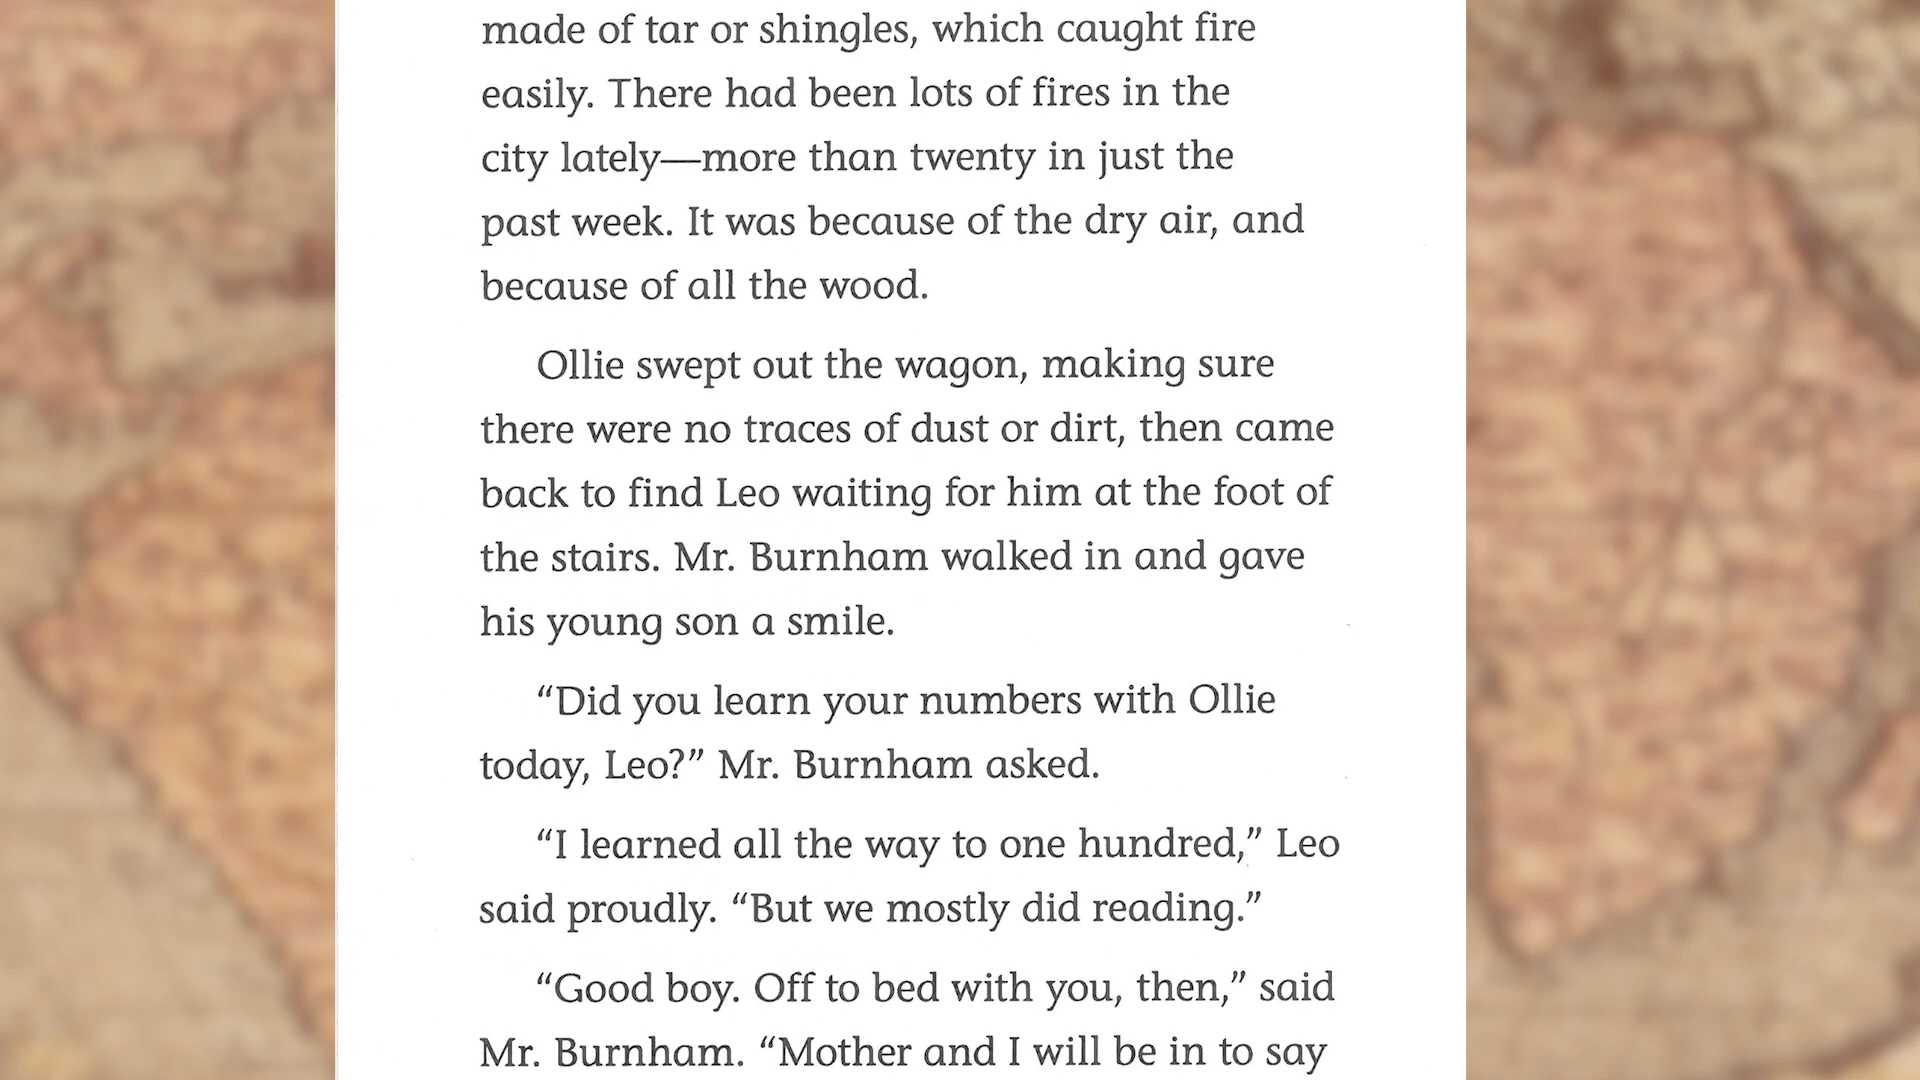 made of tar or shingles, which caught fire
easily. There had been lots of fires in the
city lately—more than twenty in just the
past week. It was because of the dry air, and
because of all the wood.
Ollie swept out the wagon, making sure
there were no traces of dust or dirt, then came
back to find Leo waiting for him at the foot of
the stairs. Mr. Burnham walked in and gave
his young son a smile.
“Did you learn your numbers with Ollie
today, Leo?” Mr. Burnham asked.
“I learned all the way to one hundred,” Leo
said proudly. “But we mostly did reading.”
“Good boy. Off to bed with you, then,” said
Mr. Burnham. “Mother and I will be in to say